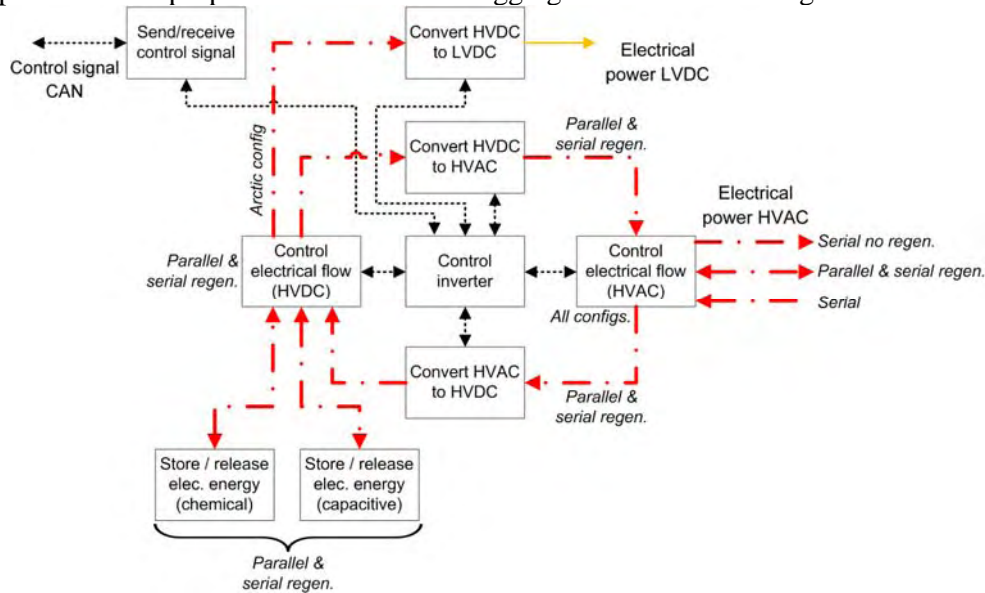 Send/receive
control signal
Control signal
CAN
Convert HVDC
to LVDC
Electrical
power LVDC
Arctic config
Convert HVDC
to HVAC
Parallel &
serial regen.
Electrical
power HVAC
Parallel &
serial regen.
Control
electrical flow
(HVDC)
Control
inverter
Control
electrical flow
(HVAC)
Serial no regen.
Parallel & serial regen.
Serial
All configs.
Convert HVAC
to HVDC
Parallel &
serial regen.
Store / release
elec. energy
(chemical)
Store / release
elec. energy
(capacitive)
Parallel &
serial regen.